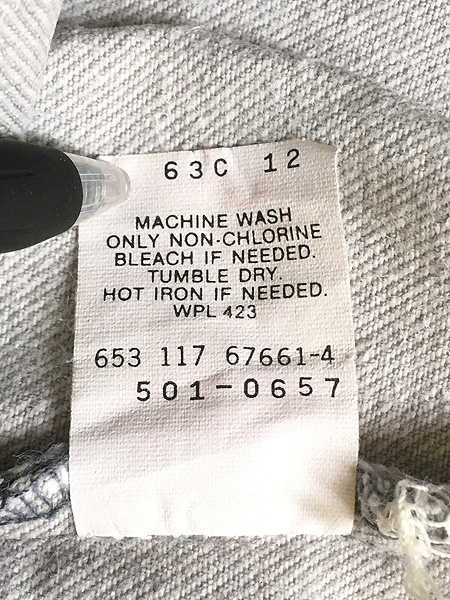 63C 12
MACHINE WASH
ONLY NON-CHLORINE
BLEACH IF NEEDED.
TUMBLE DRY.
HOT IRON IF NEEDED.
WPL 423
653 117 67661-4
501-0657